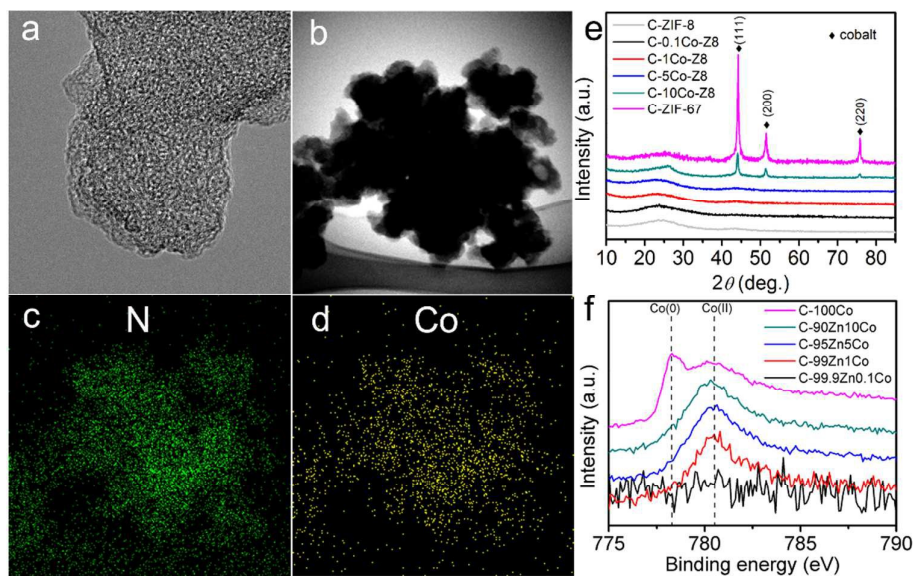 a
b
c
N
d
Co
e
C-ZIF-8
C-0.1Co-Z8
C-1Co-Z8
C-5Co-Z8
C-10Co-Z8
C-ZIF-67
(111)
♦ cobalt
(200)
(220)
Intensity (a.u.)
10 20 30 40 50 60 70 80
2θ (deg.)
f
Co(0)
Co(II)
C-100Co
C-90Zn10Co
C-95Zn5Co
C-99Zn1Co
C-99.9Zn0.1Co
Intensity (a.u.)
775 780 785 790
Binding energy (eV)